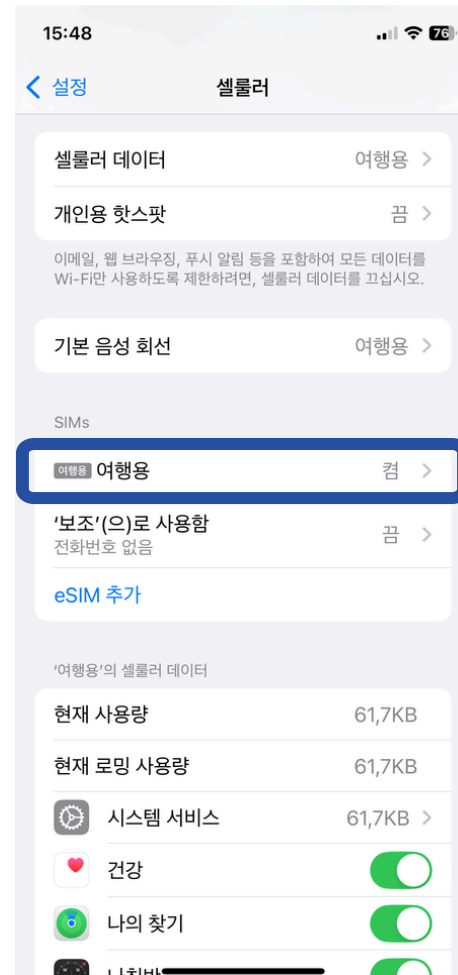 15:48
76
설정
셀룰러
셀룰러 데이터 여행용
개인용 핫스팟 끔
이메일, 웹 브라우징, 푸시 알림 등을 포함하여 모든 데이터를
Wi-Fi만 사용하도록 제한하려면, 셀룰러 데이터를 끄십시오.
기본 음성 회선 여행용
SIMs
여행용 여행용 켬
‘보조’(으)로 사용함 끔
전화번호 없음
eSIM 추가
‘여행용’의 셀룰러 데이터
현재 사용량 61,7KB
현재 로밍 사용량 61,7KB
시스템 서비스 61,7KB
건강
나의 찾기